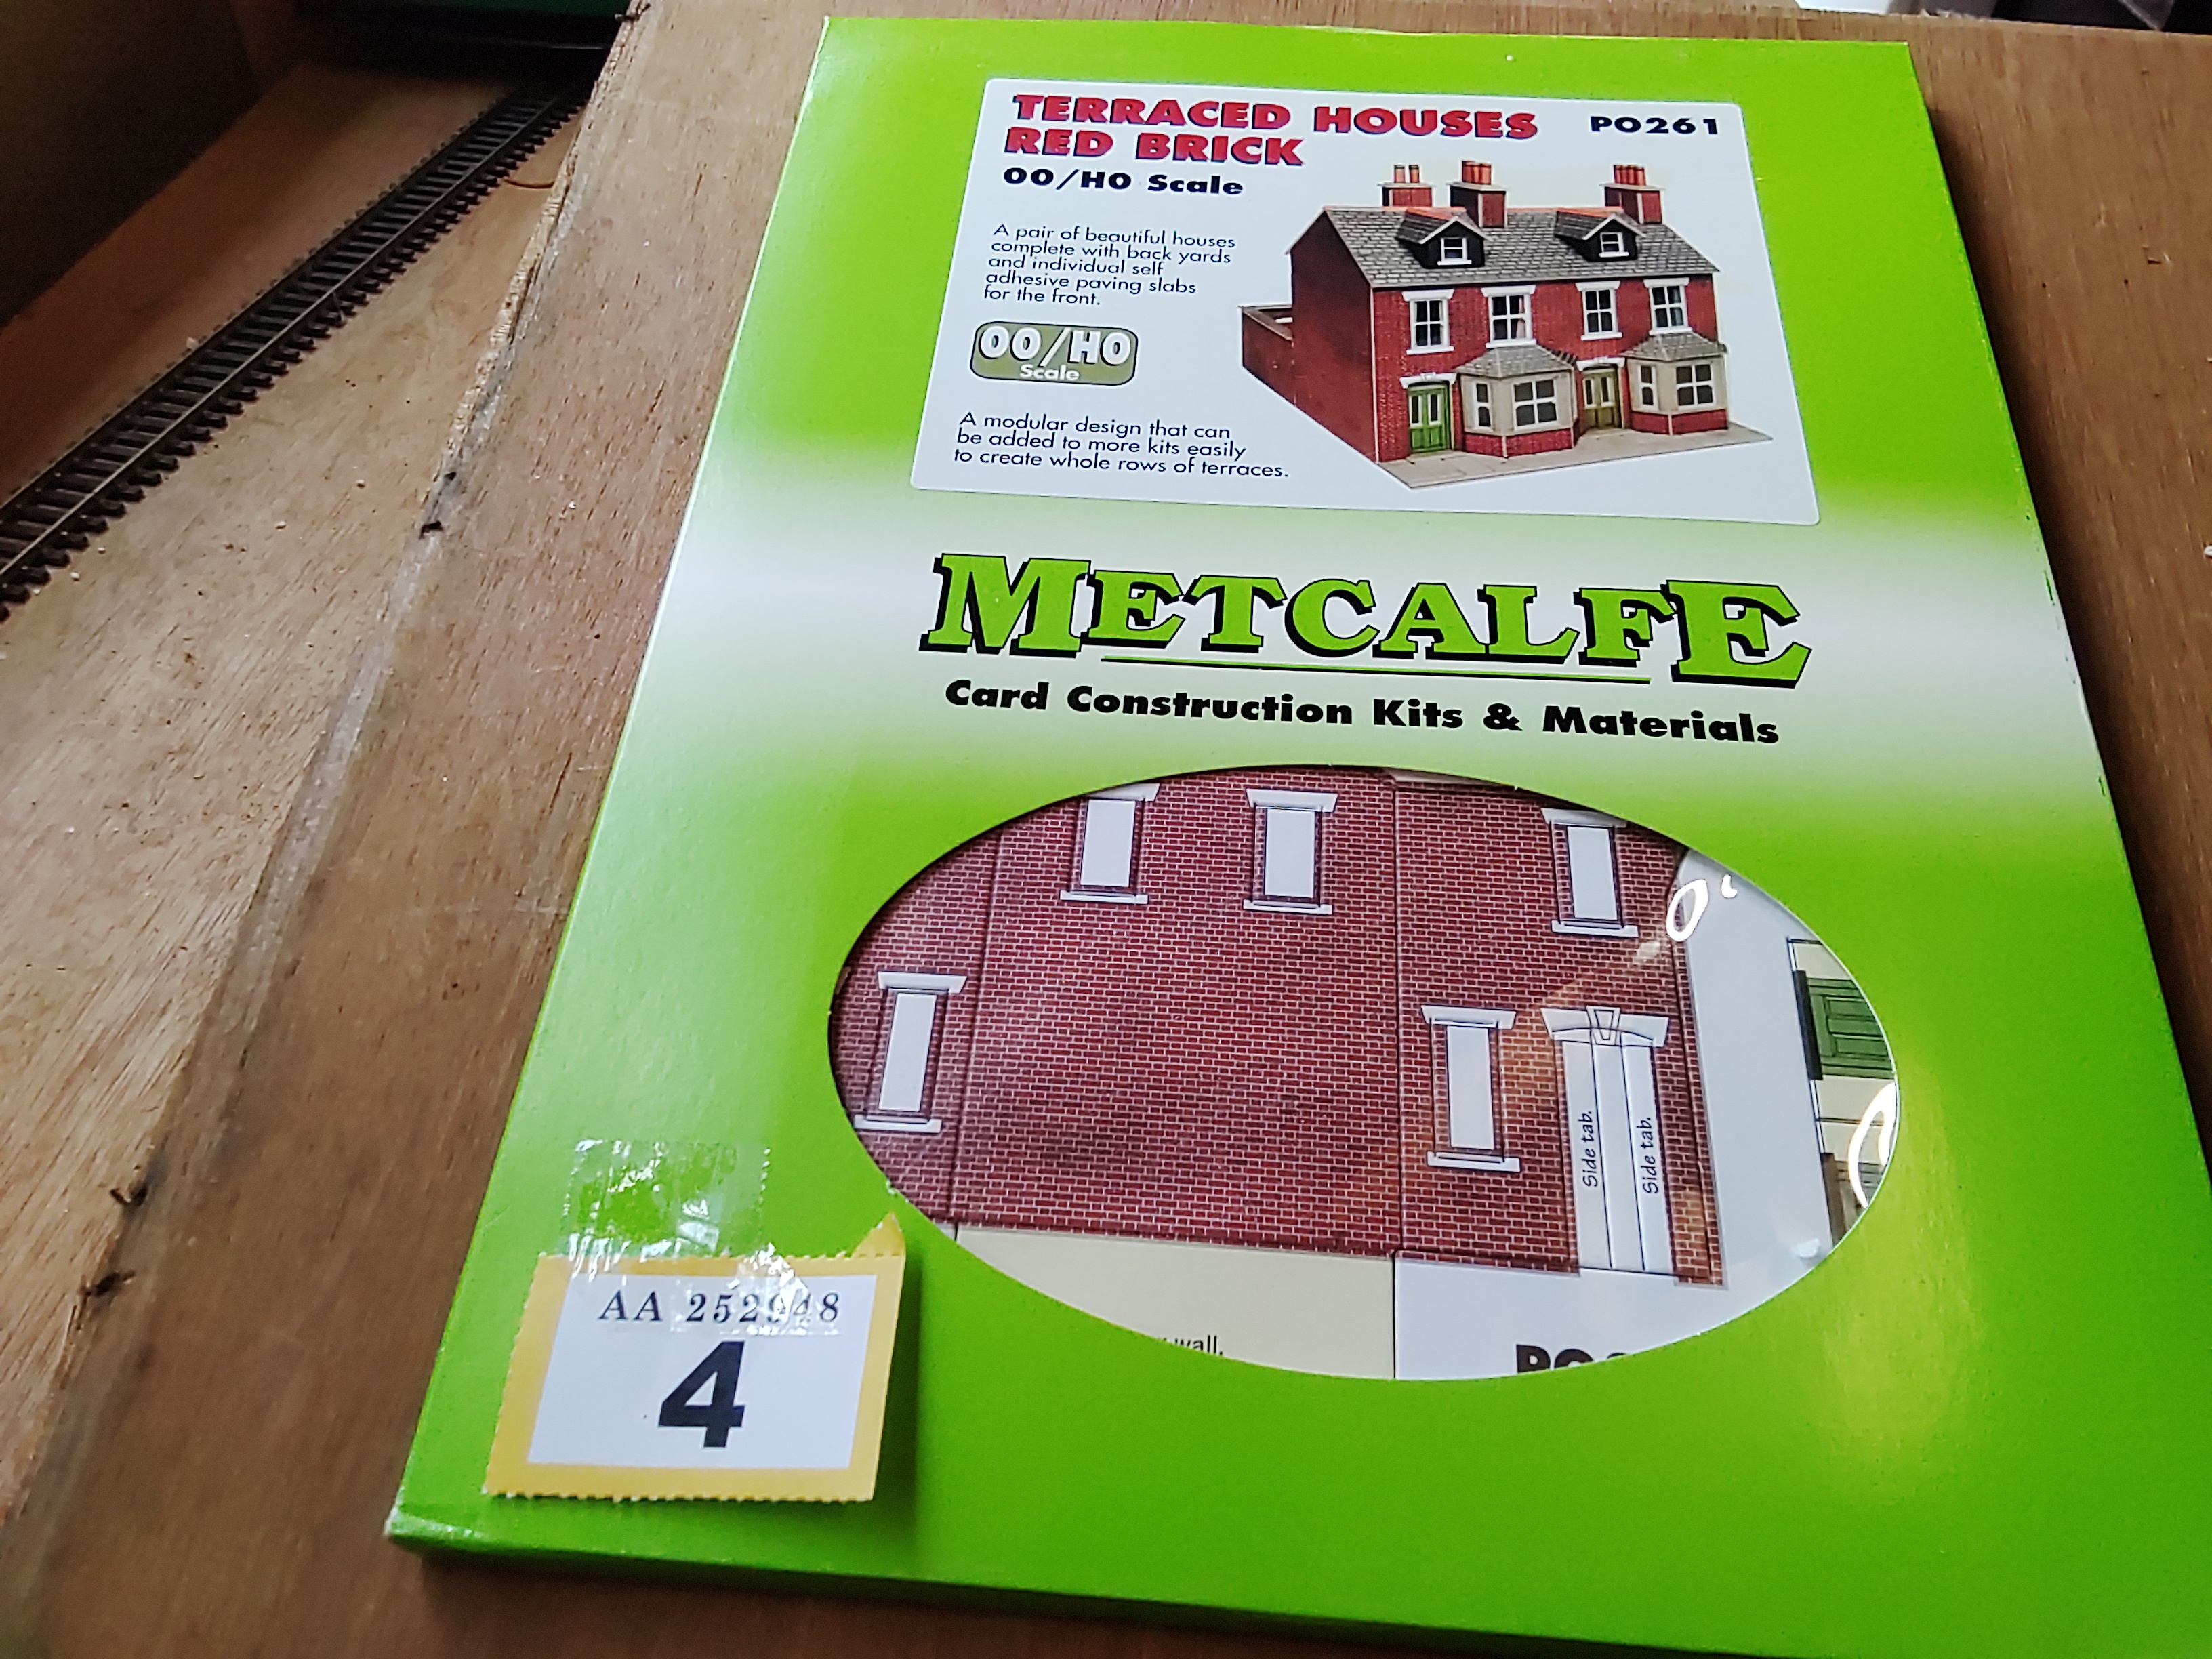 TERRACED HOUSES
RED BRICK
PO261
OO/HO Scale
A pair of beautiful houses
complete with back yards
and individual self
adhesive paving slabs
for the front.
OO/HO
Scale
A modular design that can
be added to more kits easily
to create whole rows of terraces.
METCALFE
Card Construction Kits & Materials
Side tab.
Side tab.
wall.
AA 252948
4